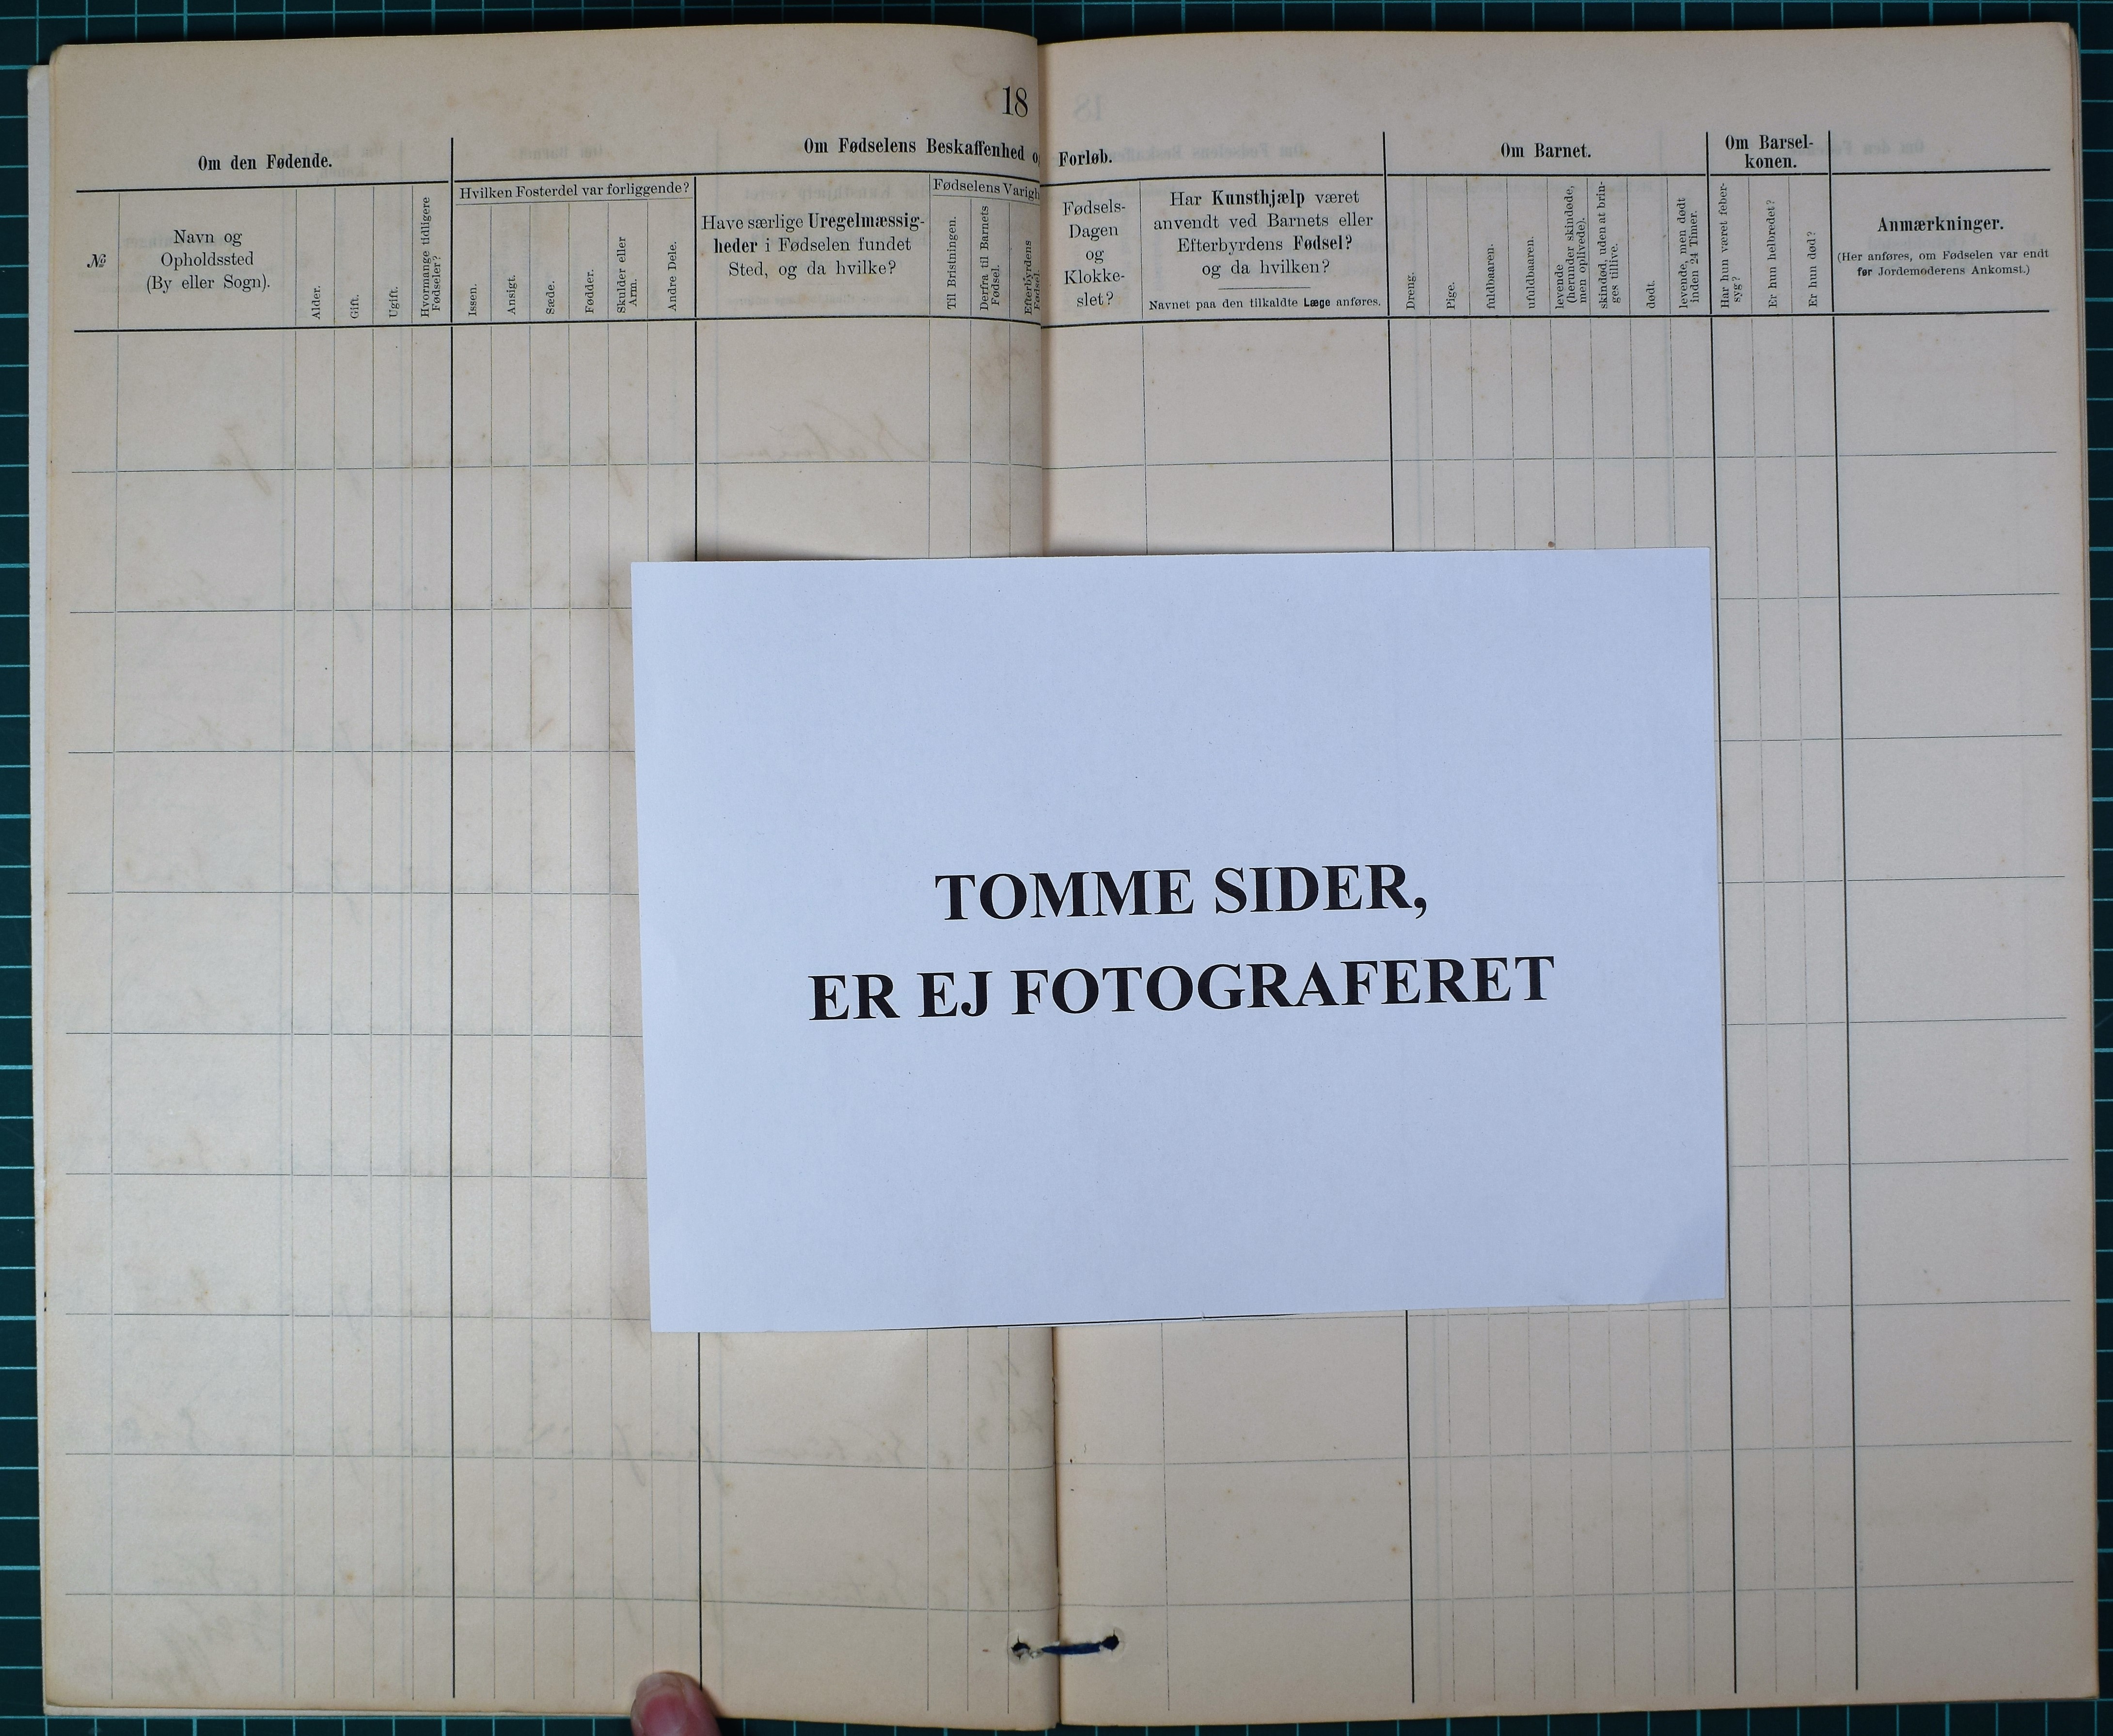 18
Om den Fødende.
Om Fødselens Beskaffenhed og
Forløb.
Om Barnet.
Om Barsel-
konen.
№
Navn og
Opholdssted
(By eller Sogn).
Alder.
Gift.
Ugift.
Hvormange tidligere
Fødseler?
Hvilken Fosterdel var forliggende?
Issen.
Ansigt.
Sæde.
Fødder.
Skulder eller
Arm.
Andre Dele.
Have særlige Uregelmæssig-
heder i Fødselen fundet
Sted, og da hvilke?
Fødselens Varigh
Til Bristningen.
Derfra til Barnets
Fødsel.
Efterbyrdens
Fødsel.
Fødsels-
Dagen
og
Klokke-
slet?
Har Kunsthjælp været
anvendt ved Barnets eller
Efterbyrdens Fødsel?
og da hvilken?
Navnet paa den tilkaldte Læge anføres.
Dreng.
Pige.
fuldbaaren.
ufuldbaaren.
levende
(herunder skindøde,
men oplivede).
skindød, uden at brin-
ges tillive.
dødt.
levende, men dødt
inden 24 Timer.
Har hun været feber-
syg?
Er hun helbredet?
Er hun død?
Anmærkninger.
(Her anføres, om Fødselen var endt
før Jordemoderens Ankomst.)
TOMME SIDER,
ER EJ FOTOGRAFERET